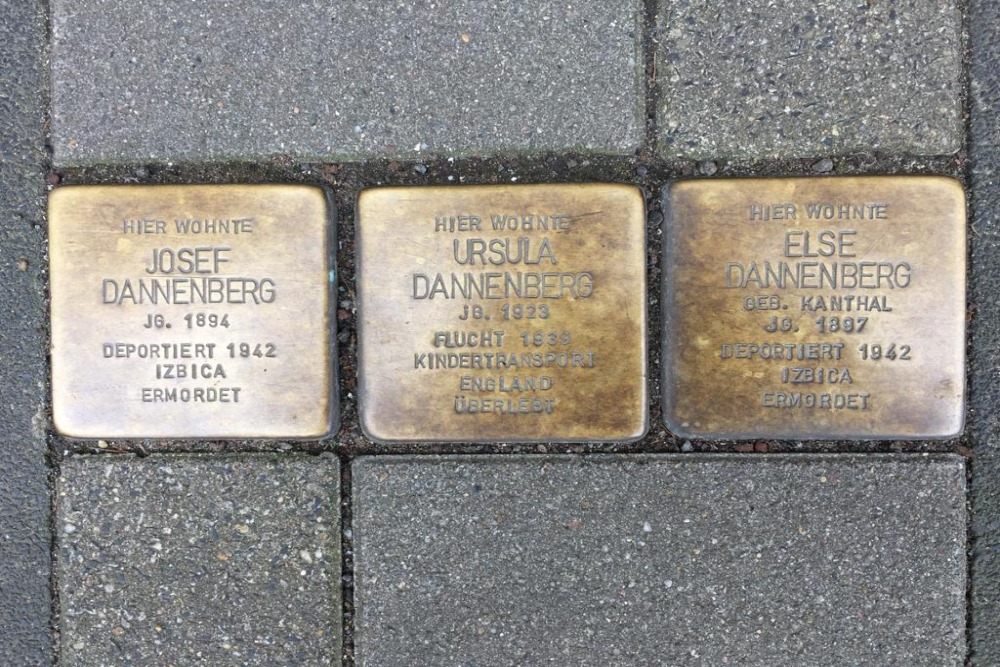 HIER WOHNTE
JOSEF
DANNENBERG
JG. 1894
DEPORTIERT 1942
IZBICA
ERMORDET
HIER WOHNTE
URSULA
DANNENBERG
JG. 1923
FLUCHT 1939
KINDERTRANSPORT
ENGLAND
ÜBERLEBT
HIER WOHNTE
ELSE
DANNENBERG
GEB. KANTHAL
JG. 1897
DEPORTIERT 1942
IZBICA
ERMORDET